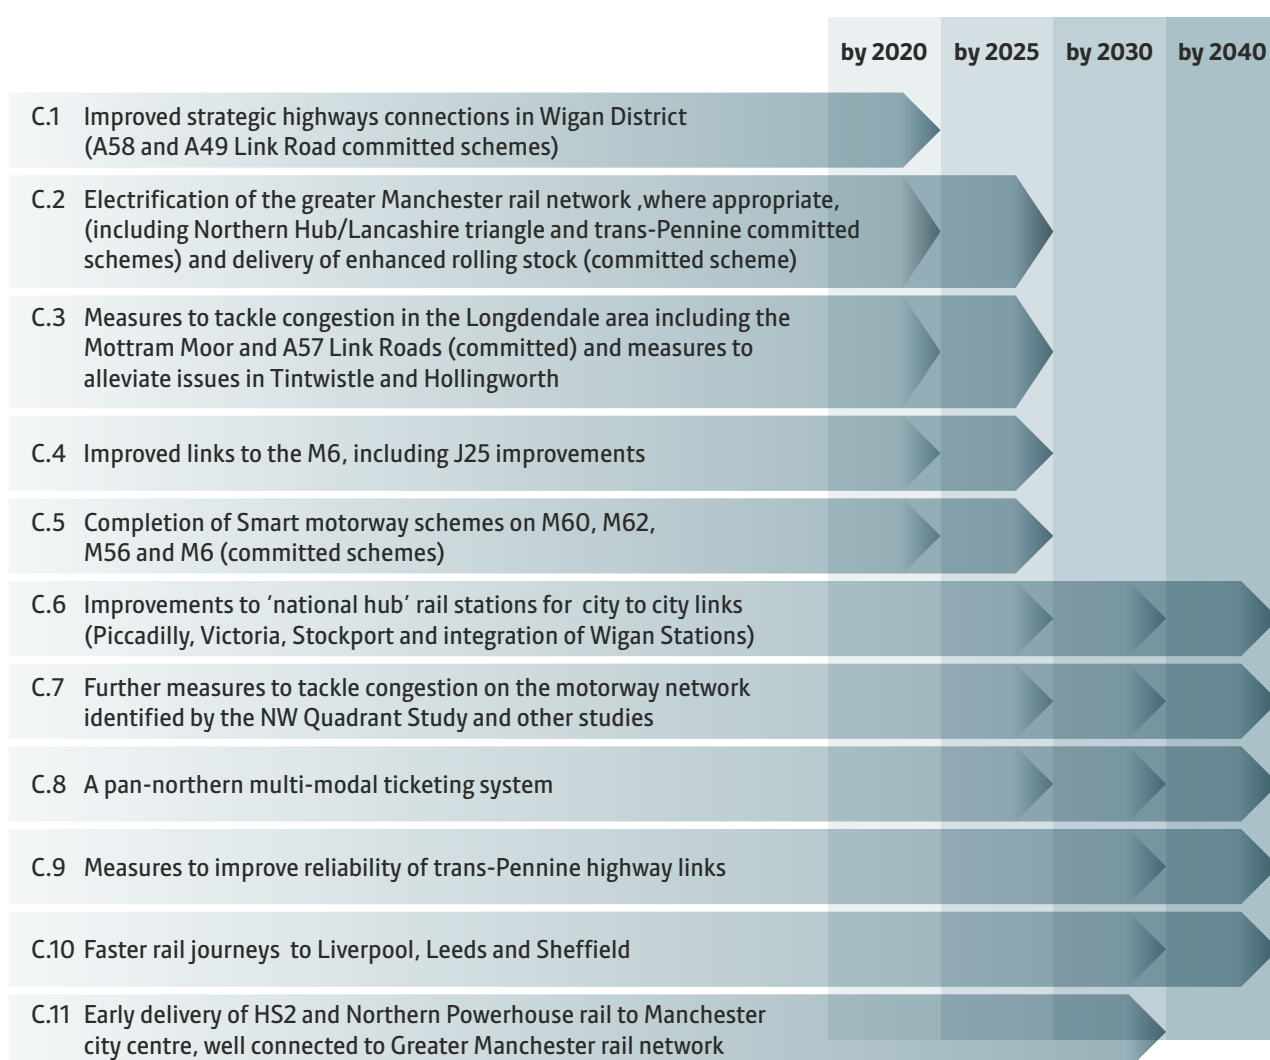 by 2020 by 2025 by 2030 by 2040
C.1 Improved strategic highways connections in Wigan District
(A58 and A49 Link Road committed schemes)
C.2 Electrification of the greater Manchester rail network ,where appropriate,
(including Northern Hub/Lancashire triangle and trans-Pennine committed
schemes) and delivery of enhanced rolling stock (committed scheme)
C.3 Measures to tackle congestion in the Longdendale area including the
Mottram Moor and A57 Link Roads (committed) and measures to
alleviate issues in Tintwistle and Hollingworth
C.4 Improved links to the M6, including J25 improvements
C.5 Completion of Smart motorway schemes on M60, M62,
M56 and M6 (committed schemes)
C.6 Improvements to ‘national hub’ rail stations for city to city links
(Piccadilly, Victoria, Stockport and integration of Wigan Stations)
C.7 Further measures to tackle congestion on the motorway network
identified by the NW Quadrant Study and other studies
C.8 A pan-northern multi-modal ticketing system
C.9 Measures to improve reliability of trans-Pennine highway links
C.10 Faster rail journeys to Liverpool, Leeds and Sheffield
C.11 Early delivery of HS2 and Northern Powerhouse rail to Manchester
city centre, well connected to Greater Manchester rail network